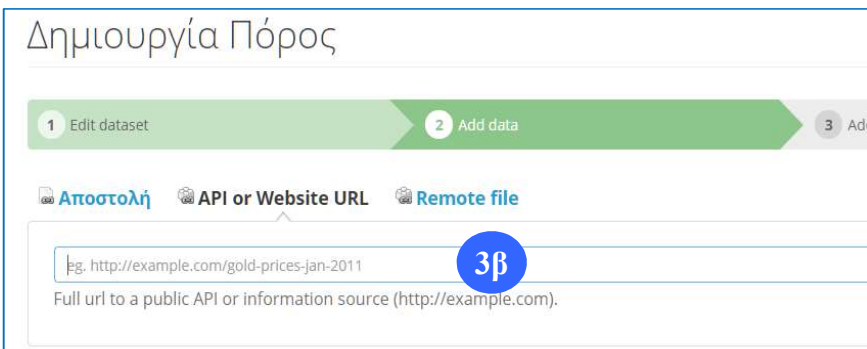 Δημιουργία Πόρος
1 Edit dataset 2 Add data 3
Αποστολή API or Website URL Remote file
eg. http://example.com/gold-prices-jan-2011 3β
Full url to a public API or information source (http://example.com).